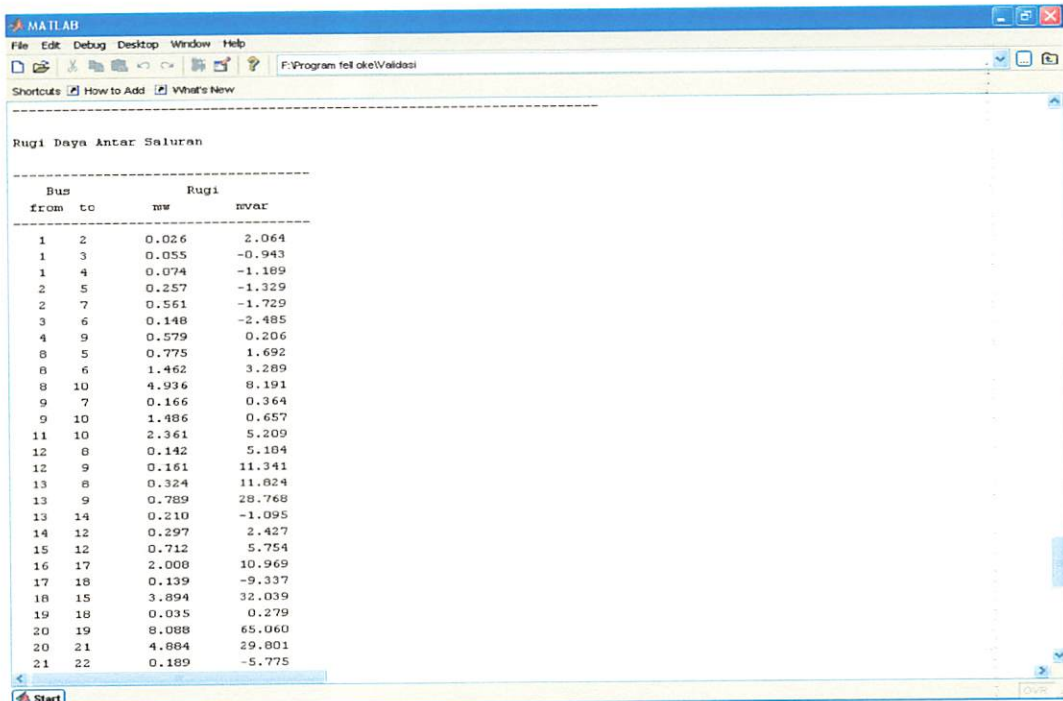 MATLAB
File Edit Debug Desktop Window Help
F:\Program fell oke\Validasi
Shortcuts How to Add What's New
Rugi Daya Antar Saluran
Bus Rugi
from to mw mvar
1 2 0.026 2.064
1 3 0.055 -0.943
1 4 0.074 -1.189
2 5 0.257 -1.329
2 7 0.561 -1.729
3 6 0.148 -2.485
4 9 0.579 0.206
8 5 0.775 1.692
8 6 1.462 3.289
8 10 4.936 8.191
9 7 0.166 0.364
9 10 1.486 0.657
11 10 2.361 5.209
12 8 0.142 5.184
12 9 0.161 11.341
13 8 0.324 11.824
13 9 0.789 28.768
13 14 0.210 -1.095
14 12 0.297 2.427
15 12 0.712 5.754
16 17 2.008 10.969
17 18 0.139 -9.337
18 15 3.894 32.039
19 18 0.035 0.279
20 19 8.088 65.060
20 21 4.884 29.801
21 22 0.189 -5.775
Start OVR